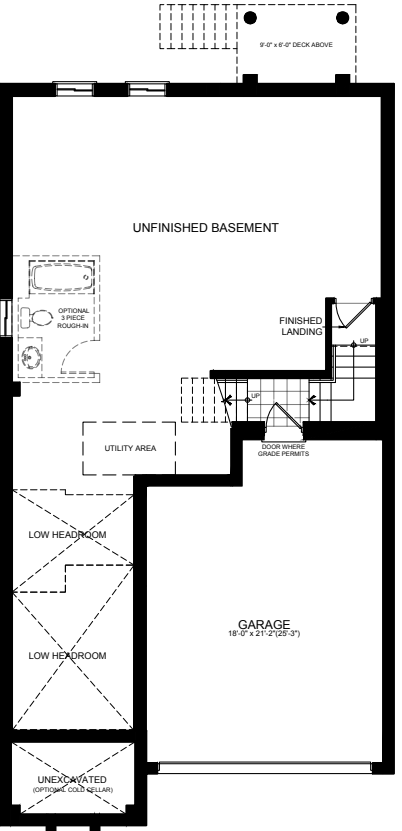 9'-0" x 6'-0" DECK ABOVE
UNFINISHED BASEMENT
OPTIONAL
3 PIECE
ROUGH-IN
FINISHED
LANDING
UP
UP
DOOR WHERE
GRADE PERMITS
UTILITY AREA
LOW HEADROOM
GARAGE
18'-0" x 21'-2"(25'-3")
LOW HEADROOM
UNEXCAVATED
(OPTIONAL COLD CELLAR)